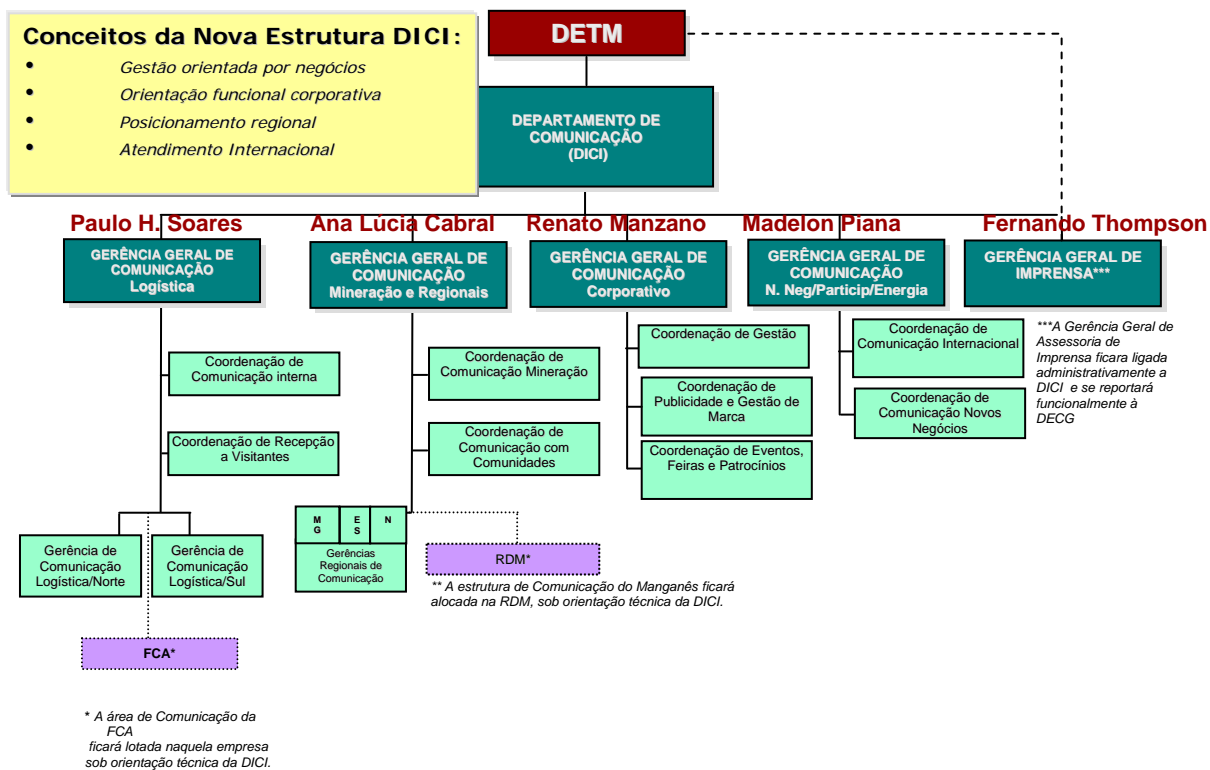 Conceitos da Nova Estrutura DICI:
• Gestão orientada por negócios
• Orientação funcional corporativa
• Posicionamento regional
• Atendimento Internacional
DETM
DEPARTAMENTO DE
COMUNICAÇÃO
(DICI)
Paulo H. Soares
GERÊNCIA GERAL DE
COMUNICAÇÃO
Logística
Ana Lúcia Cabral
GERÊNCIA GERAL DE
COMUNICAÇÃO
Mineração e Regionais
Renato Manzano
GERÊNCIA GERAL DE
COMUNICAÇÃO
Corporativo
Madelon Piana
GERÊNCIA GERAL DE
COMUNICAÇÃO
N. Neg/Particip/Energia
Fernando Thompson
GERÊNCIA GERAL DE
IMPRENSA***
Coordenação de
Comunicação interna
Coordenação de Recepção
a Visitantes
Gerência de
Comunicação
Logística/Norte
Gerência de
Comunicação
Logística/Sul
FCA*
* A área de Comunicação da
FCA
ficará lotada naquela empresa
sob orientação técnica da DICI.
Coordenação de
Comunicação Mineração
Coordenação de
Comunicação com
Comunidades
M
G
E
S
N
Gerências
Regionais de
Comunicação
RDM*
** A estrutura de Comunicação do Manganês ficará
alocada na RDM, sob orientação técnica da DICI.
Coordenação de Gestão
Coordenação de
Publicidade e Gestão de
Marca
Coordenação de Eventos,
Feiras e Patrocínios
Coordenação de
Comunicação Internacional
Coordenação de
Comunicação Novos
Negócios
***A Gerência Geral de
Assessoria de
Imprensa ficara ligada
administrativamente a
DICI e se reportará
funcionalmente à
DECG